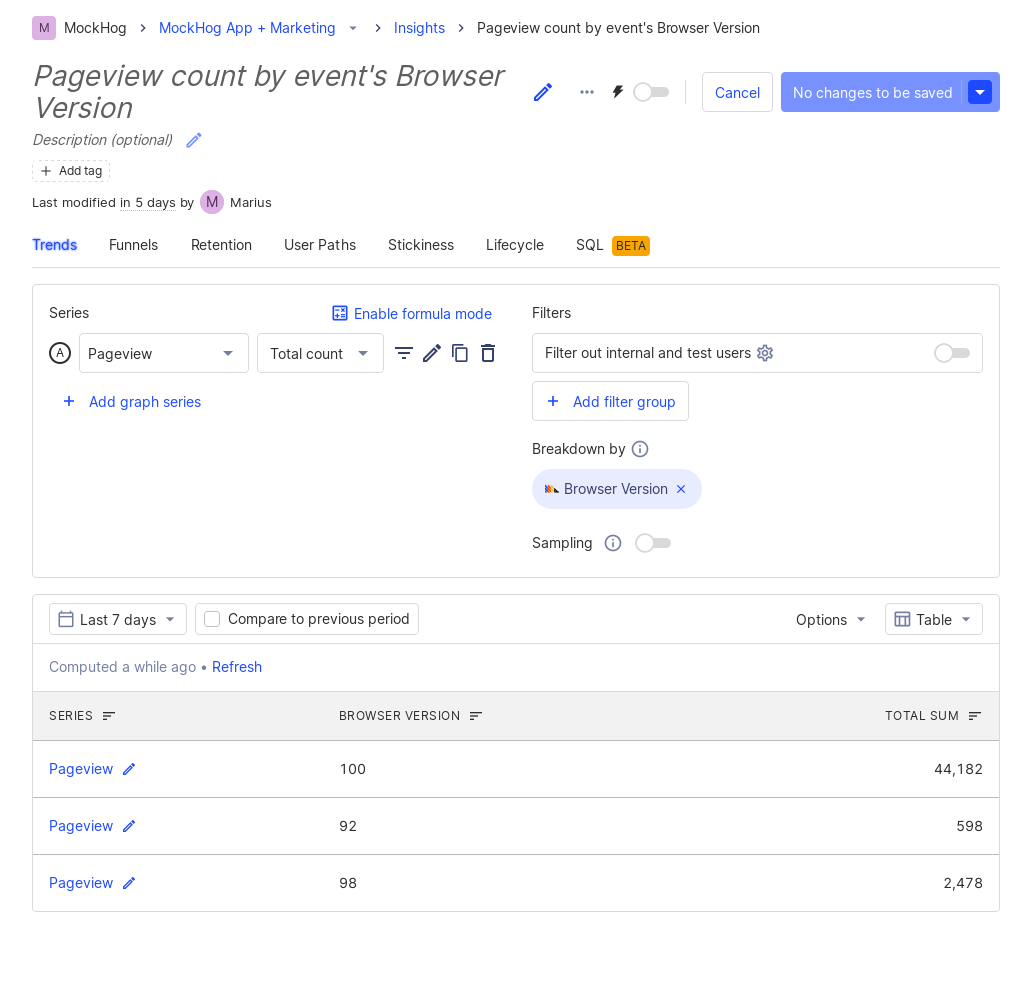 M MockHog MockHog App + Marketing Insights Pageview count by event's Browser Version
Pageview count by event's Browser
Version
Cancel No changes to be saved
Description (optional)
Add tag
Last modified in 5 days by M Marius
Trends Funnels Retention User Paths Stickiness Lifecycle SQL BETA
Series Enable formula mode Filters
A Pageview Total count Filter out internal and test users
Add graph series Add filter group
Breakdown by
Browser Version
Sampling
Last 7 days Compare to previous period Options Table
Computed a while ago • Refresh
SERIES BROWSER VERSION TOTAL SUM
Pageview 100 44,182
Pageview 92 598
Pageview 98 2,478